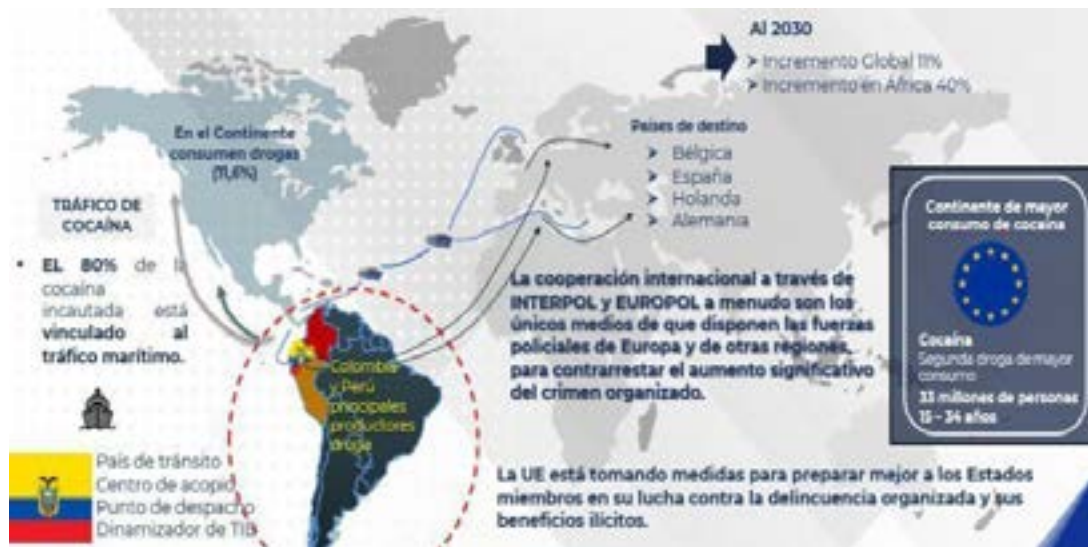 Al 2030
➤ Incremento Global 11%
➤ Incremento en África 40%
En el Continente
consumen drogas
(11,6%)
Países de destino
➤ Bélgica
➤ España
➤ Holanda
➤ Alemania
TRÁFICO DE
COCAÍNA
• EL 80% de la
cocaína
incautada está
vinculado al
tráfico marítimo.
Continente de mayor
consumo de cocaína
Cocaína
Segunda droga de mayor
consumo
33 millones de personas
15 - 34 años
La cooperación internacional a través de
INTERPOL y EUROPOL a menudo son los
únicos medios de que disponen las fuerzas
policiales de Europa y de otras regiones,
para contrarrestar el aumento significativo
del crimen organizado.
Colombia
y Perú
principales
productores
droga
País de tránsito
Centro de acopio
Punto de despacho
Dinamizador de TID
La UE está tomando medidas para preparar mejor a los Estados
miembros en su lucha contra la delincuencia organizada y sus
beneficios ilícitos.